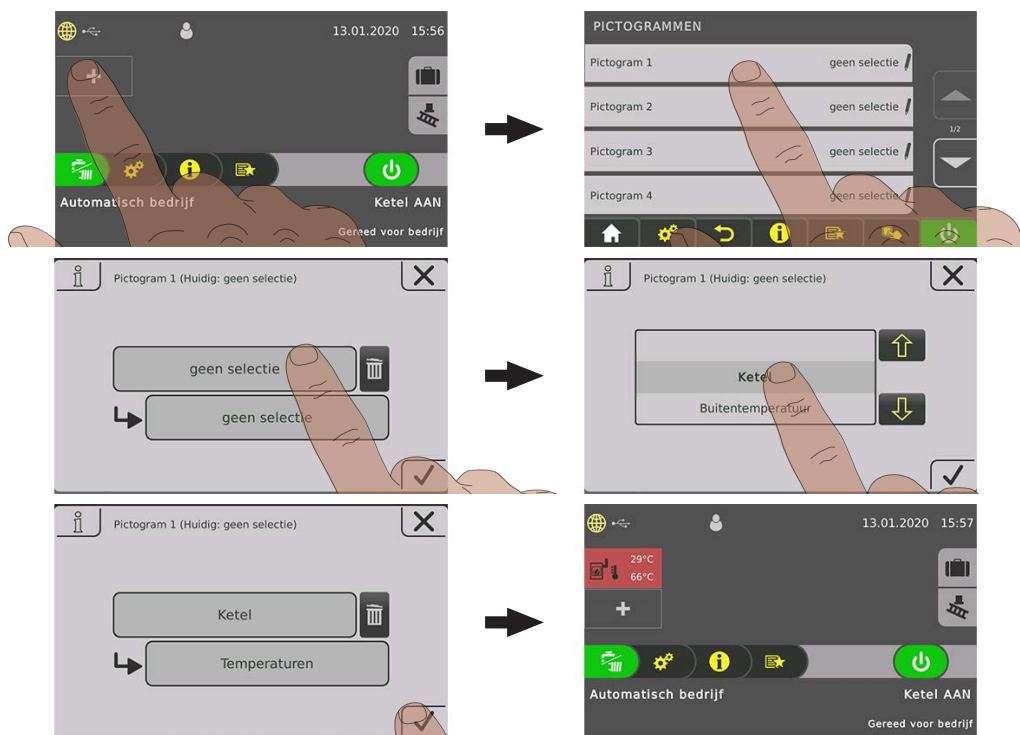 13.01.2020 15:56
+
Automatisch bedrijf
Ketel AAN
Gereed voor bedrijf
PICTOGRAMMEN
Pictogram 1 geen selectie
Pictogram 2 geen selectie
1/2
Pictogram 3 geen selectie
Pictogram 4 geen selectie
Pictogram 1 (Huidig: geen selectie)
geen selectie
geen selectie
Pictogram 1 (Huidig: geen selectie)
Ketel
Buitentemperatuur
Pictogram 1 (Huidig: geen selectie)
Ketel
Temperaturen
13.01.2020 15:57
29°C
66°C
+
Automatisch bedrijf
Ketel AAN
Gereed voor bedrijf